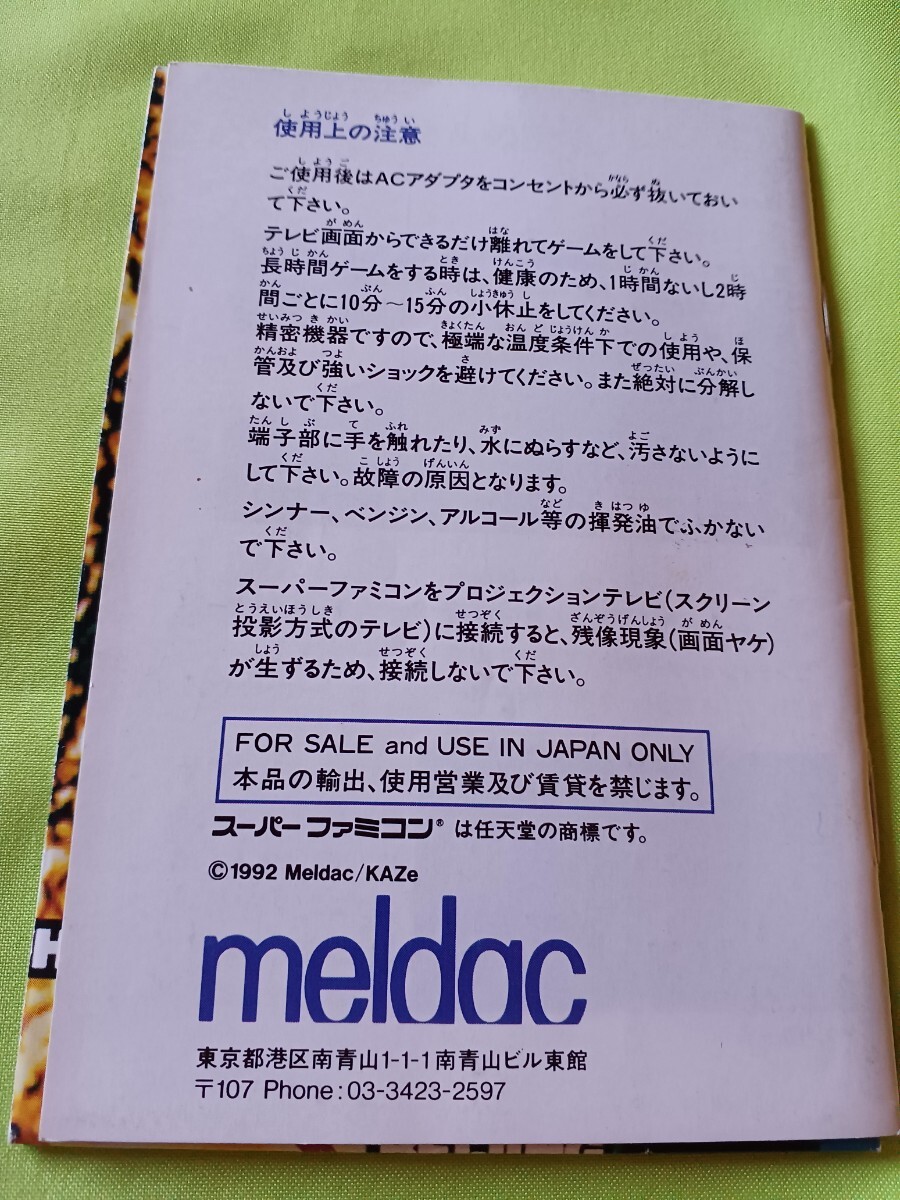 使用上の注意
ご使用後はACアダプタをコンセントから必ず抜いておい
て下さい。
テレビ画面からできるだけ離れてゲームをして下さい。
長時間ゲームをする時は、健康のため、1時間ないし2時
間ごとに10分〜15分の小休止をしてください。
精密機器ですので、極端な温度条件下での使用や、保
管及び強いショックを避けてください。また絶対に分解し
ないで下さい。
端子部に手を触れたり、水にぬらすなど、汚さないように
して下さい。故障の原因となります。
シンナー、ベンジン、アルコール等の揮発油でふかない
で下さい。
スーパーファミコンをプロジェクションテレビ(スクリーン
投影方式のテレビ)に接続すると、残像現象(画面ヤケ)
が生ずるため、接続しないで下さい。
FOR SALE and USE IN JAPAN ONLY
本品の輸出、使用営業及び賃貸を禁じます。
スーパーファミコン® は任天堂の商標です。
©1992 Meldac/KAZe
meldac
東京都港区南青山1-1-1南青山ビル東館
〒107 Phone:03-3423-2597